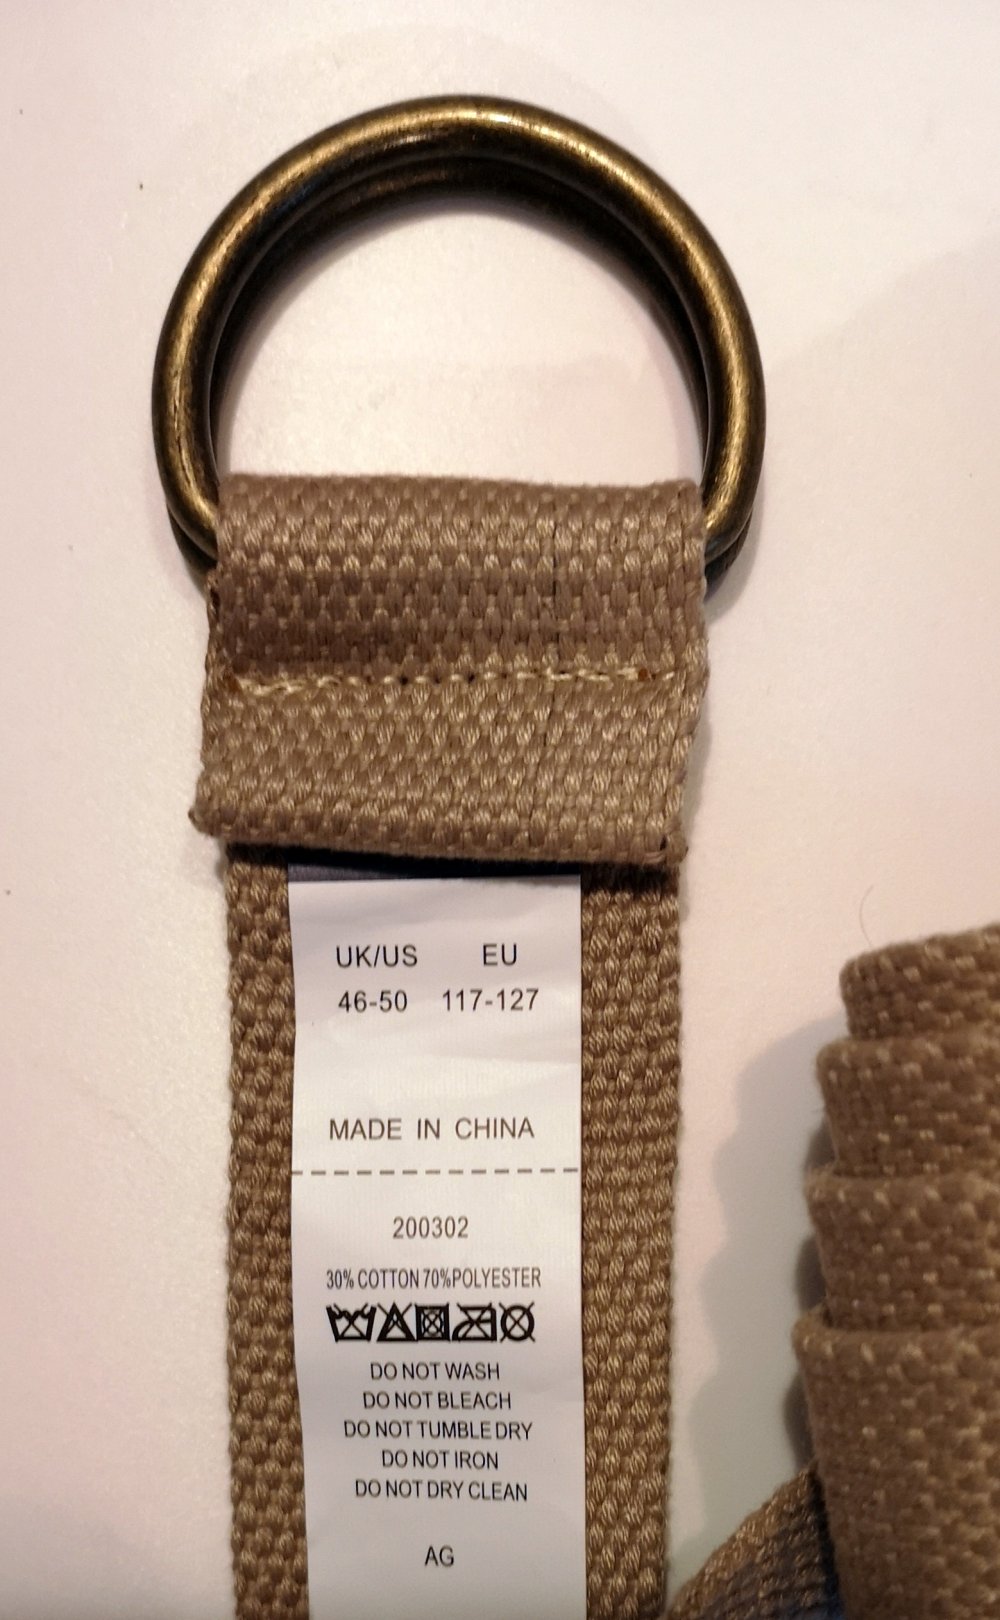 UK/US EU
46-50 117-127
MADE IN CHINA
200302
30% COTTON 70%POLYESTER
DO NOT WASH
DO NOT BLEACH
DO NOT TUMBLE DRY
DO NOT IRON
DO NOT DRY CLEAN
AG